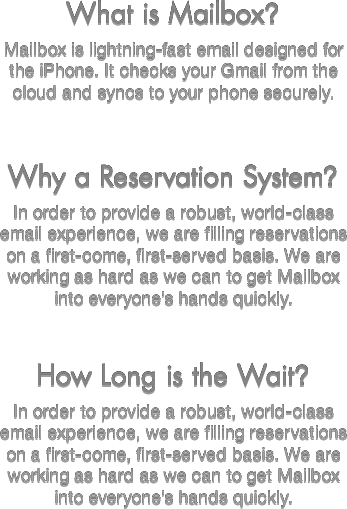 What is Mailbox?
Mailbox is lightning-fast email designed for
the iPhone. It checks your Gmail from the
cloud and syncs to your phone securely.
Why a Reservation System?
In order to provide a robust, world-class
email experience, we are filling reservations
on a first-come, first-served basis. We are
working as hard as we can to get Mailbox
into everyone's hands quickly.
How Long is the Wait?
In order to provide a robust, world-class
email experience, we are filling reservations
on a first-come, first-served basis. We are
working as hard as we can to get Mailbox
into everyone's hands quickly.